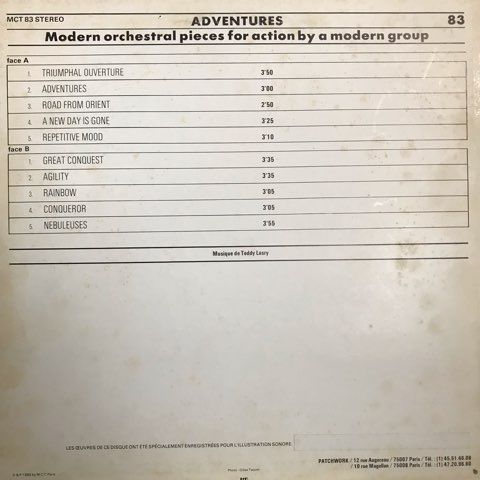 MCT 83 STEREO ADVENTURES 83
Modern orchestral pieces for action by a modern group
face A
1. TRIUMPHAL OUVERTURE 3'50
2. ADVENTURES 3'00
3. ROAD FROM ORIENT 2'50
4. A NEW DAY IS GONE 3'25
5. REPETITIVE MOOD 3'10
face B
1. GREAT CONQUEST 3'35
2. AGILITY 3'35
3. RAINBOW 3'05
4. CONQUEROR 3'05
5. NEBULEUSES 3'55
Musique de Teddy Lasry
LES ŒUVRES DE CE DISQUE ONT ÉTÉ SPÉCIALEMENT ENREGISTRÉES POUR L'ILLUSTRATION SONORE.
PATCHWORK / 12 rue Augereau / 75007 Paris / Tél. :(1) 45.51.48.08
/ 10 rue Magellan / 75008 Paris / Tél. :(1) 47.20.98.80
Photo :